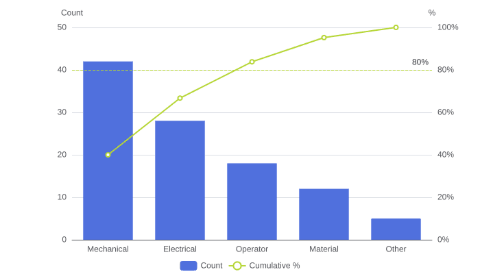 Count %
50 100%
80%
40 80%
30 60%
20 40%
10 20%
0 0%
Mechanical Electrical Operator Material Other
Count Cumulative %